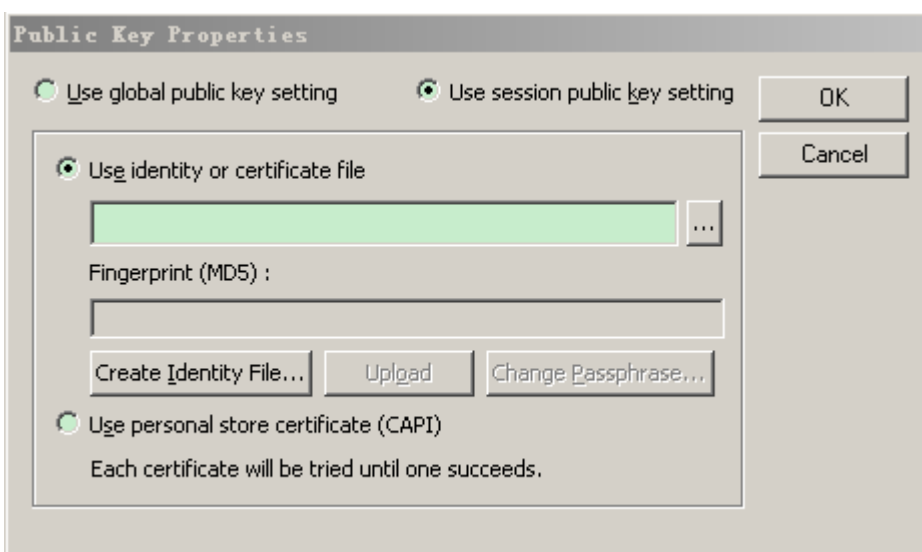 Public Key Properties
Use global public key setting Use session public key setting OK
Use identity or certificate file Cancel
...
Fingerprint (MD5) :
Create Identity File... Upload Change Passphrase...
Use personal store certificate (CAPI)
Each certificate will be tried until one succeeds.